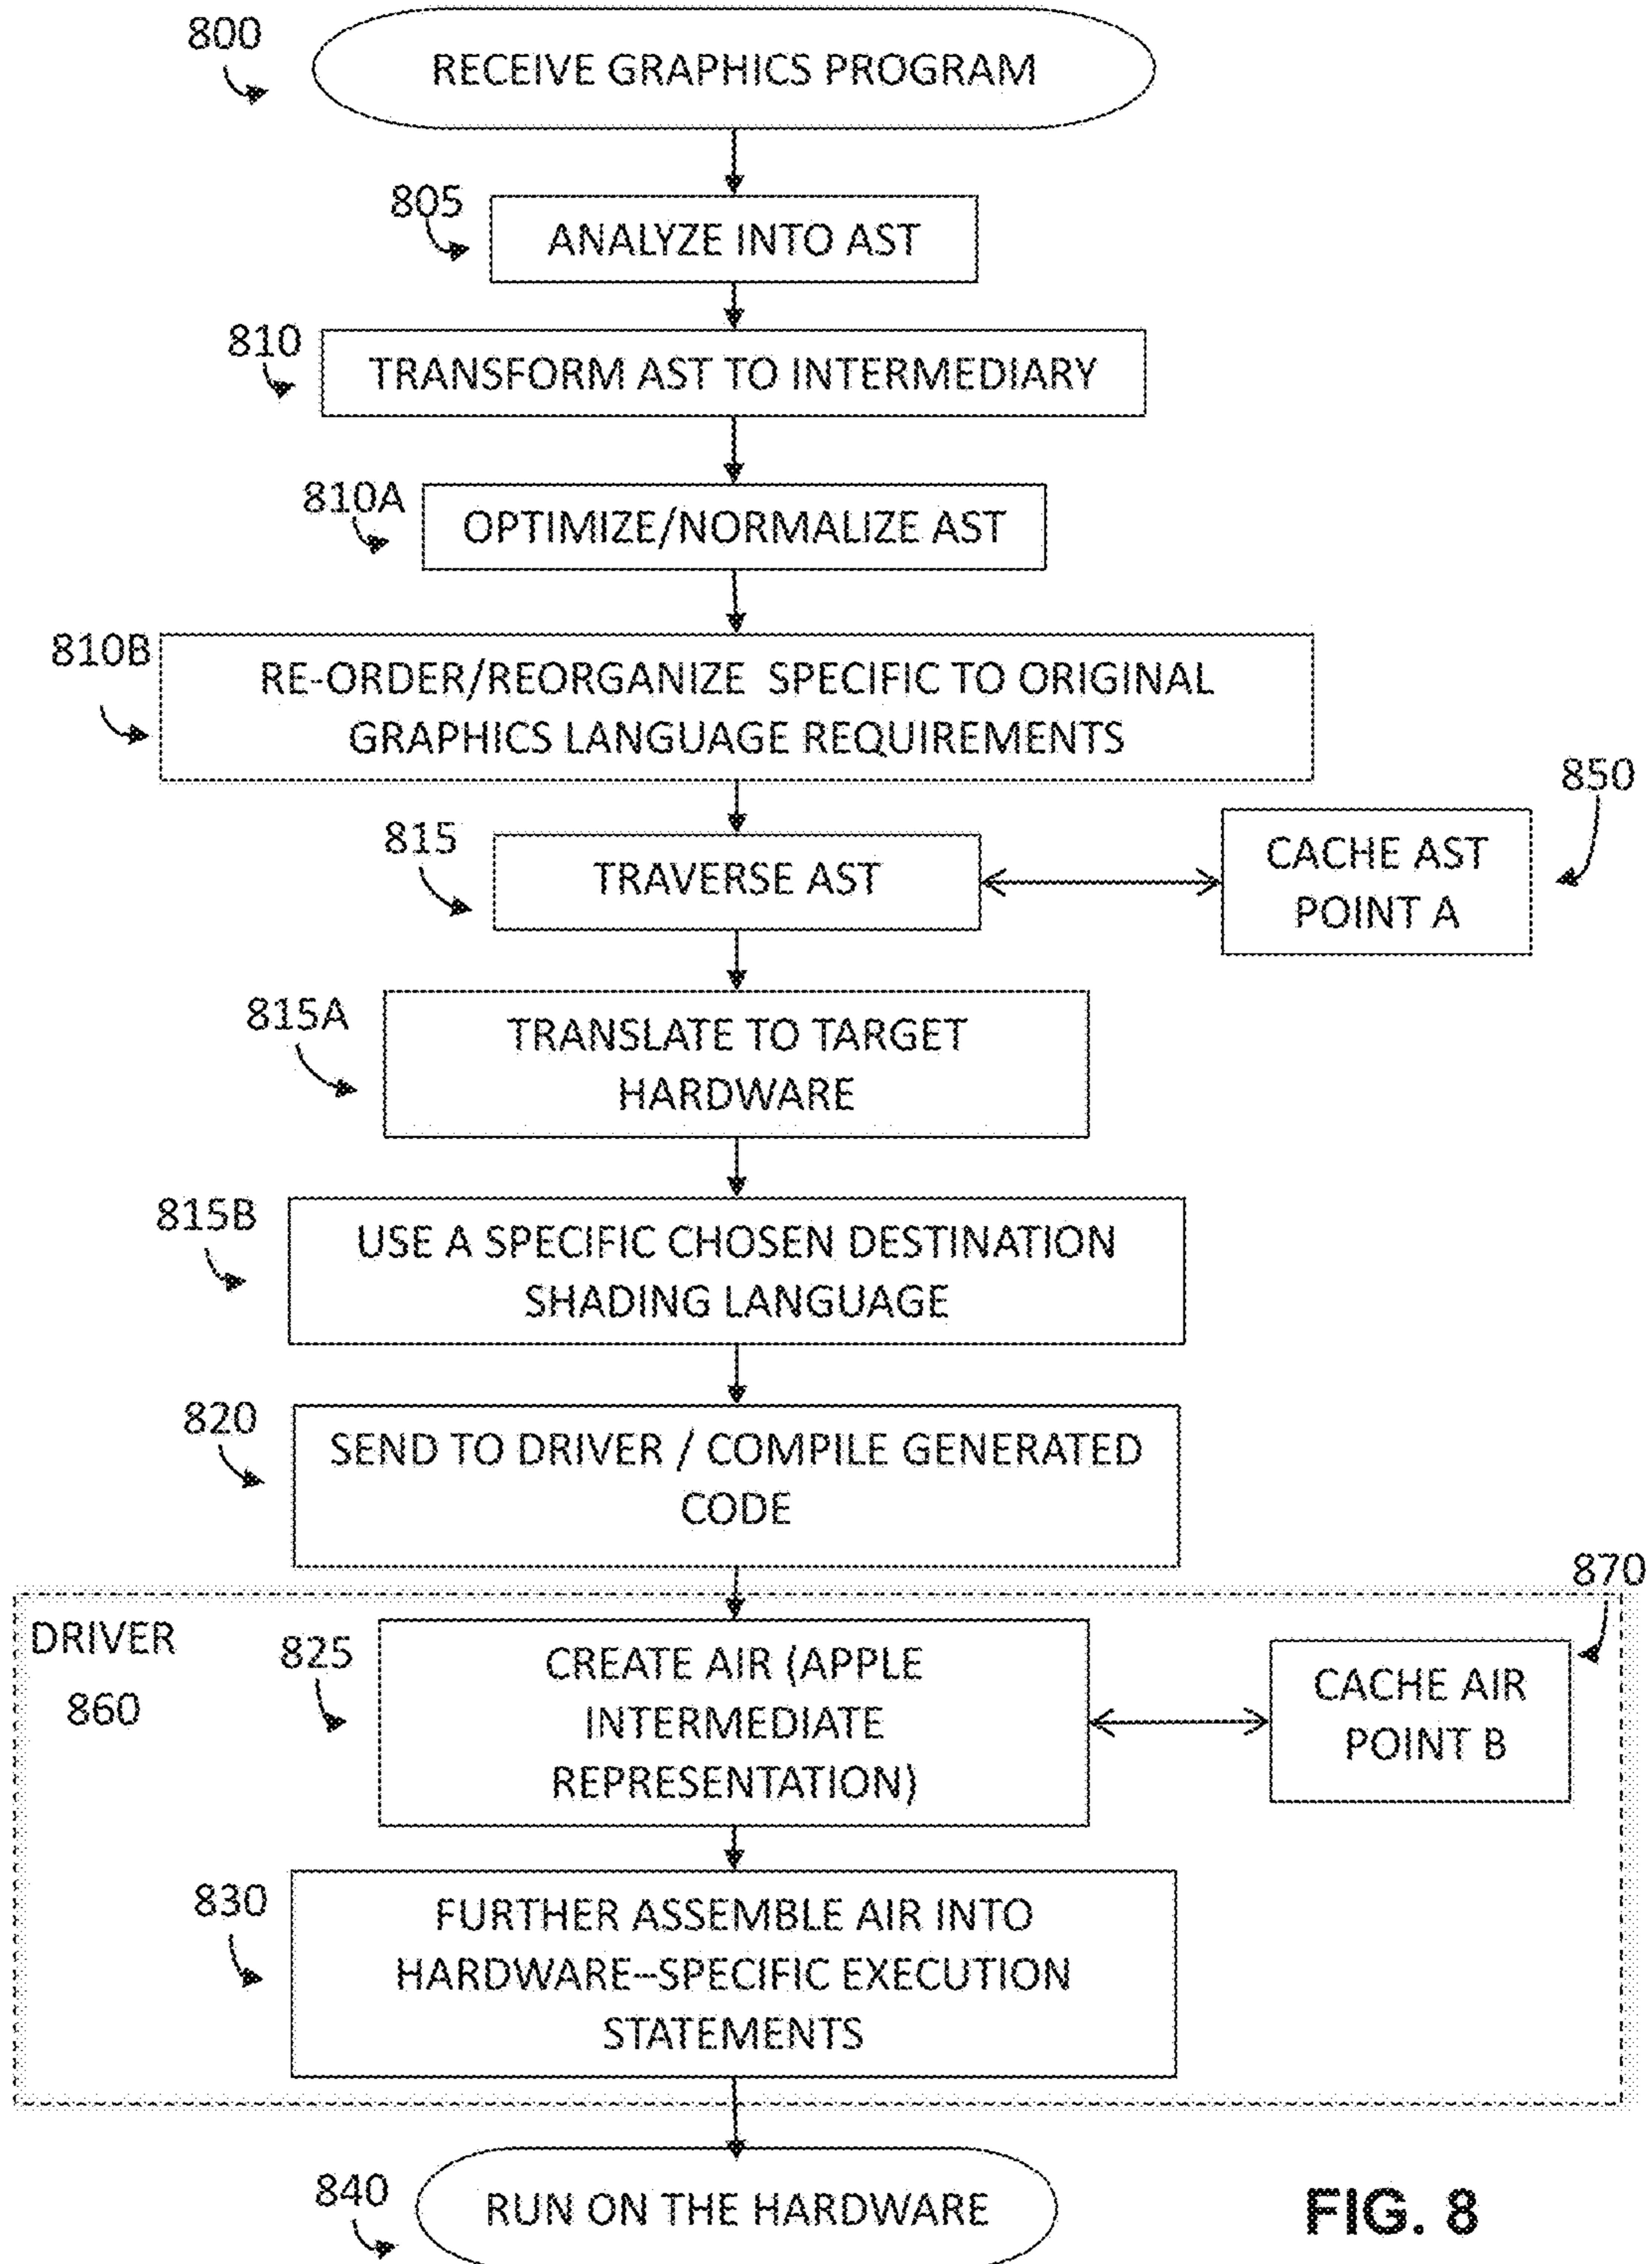 800
RECEIVE GRAPHICS PROGRAM
805
ANALYZE INTO AST
810
TRANSFORM AST TO INTERMEDIARY
810A
OPTIMIZE/NORMALIZE AST
810B
RE-ORDER/REORGANIZE SPECIFIC TO ORIGINAL
GRAPHICS LANGUAGE REQUIREMENTS
850
815
TRAVERSE AST
CACHE AST
POINT A
815A
TRANSLATE TO TARGET
HARDWARE
815B
USE A SPECIFIC CHOSEN DESTINATION
SHADING LANGUAGE
820
SEND TO DRIVER / COMPILE GENERATED
CODE
870
DRIVER
860
825
CREATE AIR (APPLE
INTERMEDIATE
REPRESENTATION)
CACHE AIR
POINT B
830
FURTHER ASSEMBLE AIR INTO
HARDWARE--SPECIFIC EXECUTION
STATEMENTS
840
RUN ON THE HARDWARE
FIG. 8